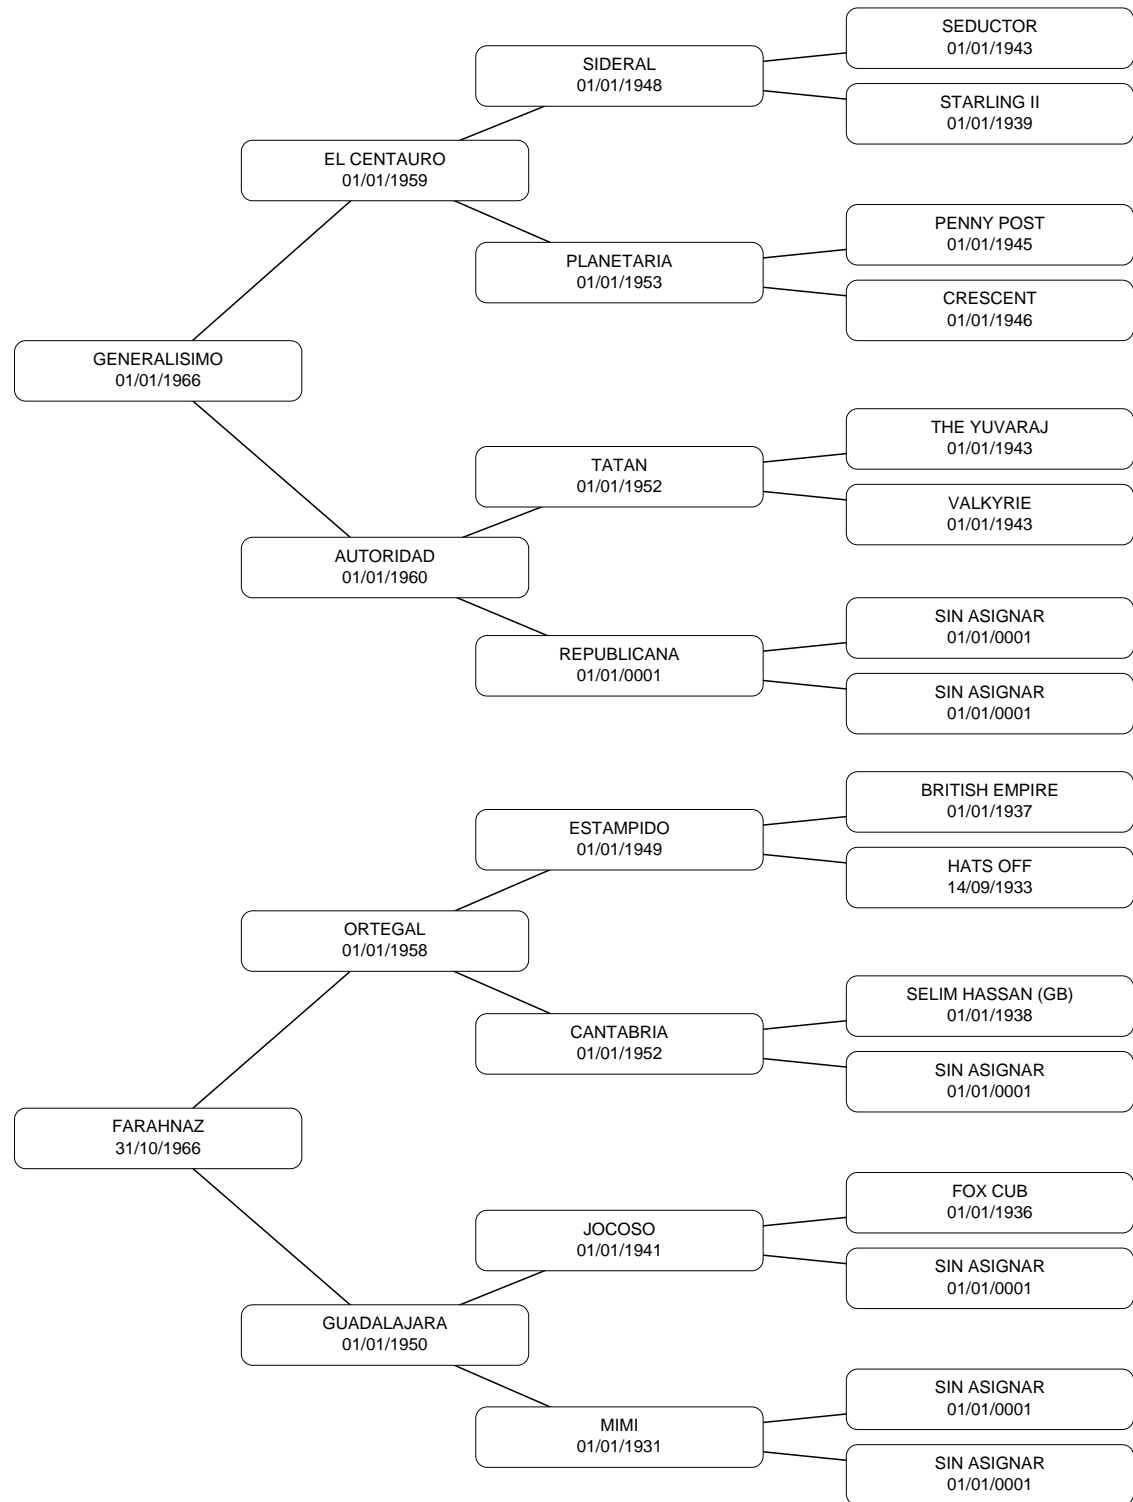 SEDUCTOR
01/01/1943
SIDERAL
01/01/1948
STARLING II
01/01/1939
EL CENTAURO
01/01/1959
PENNY POST
01/01/1945
PLANETARIA
01/01/1953
CRESCENT
01/01/1946
GENERALISIMO
01/01/1966
THE YUVARAJ
01/01/1943
TATAN
01/01/1952
VALKYRIE
01/01/1943
AUTORIDAD
01/01/1960
SIN ASIGNAR
01/01/0001
REPUBLICANA
01/01/0001
SIN ASIGNAR
01/01/0001
BRITISH EMPIRE
01/01/1937
ESTAMPIDO
01/01/1949
HATS OFF
14/09/1933
ORTEGAL
01/01/1958
SELIM HASSAN (GB)
01/01/1938
CANTABRIA
01/01/1952
SIN ASIGNAR
01/01/0001
FARAHNAZ
31/10/1966
FOX CUB
01/01/1936
JOCOSO
01/01/1941
SIN ASIGNAR
01/01/0001
GUADALAJARA
01/01/1950
SIN ASIGNAR
01/01/0001
MIMI
01/01/1931
SIN ASIGNAR
01/01/0001